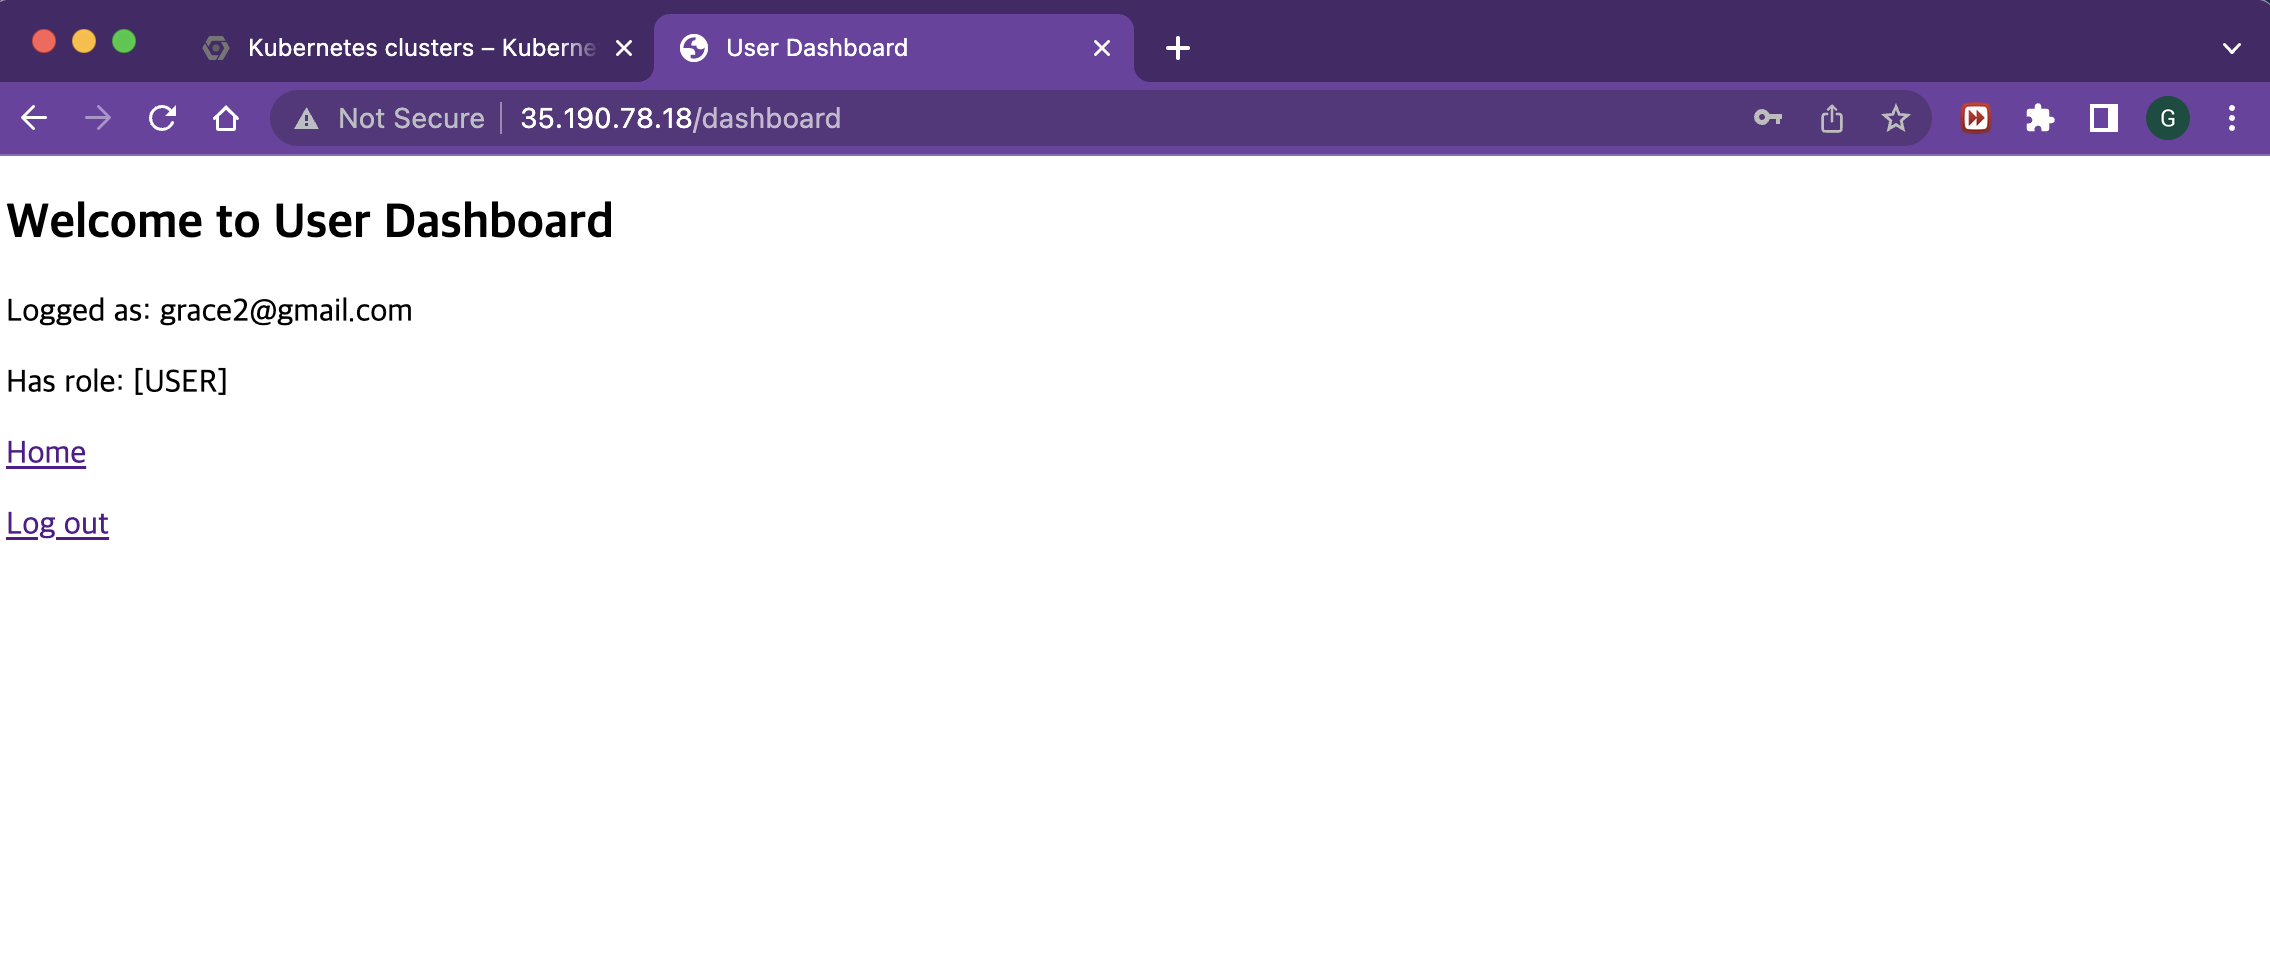 Kubernetes clusters – Kuberne
User Dashboard
Not Secure
35.190.78.18/dashboard
G
Welcome to User Dashboard
Logged as: grace2@gmail.com
Has role: [USER]
Home
Log out